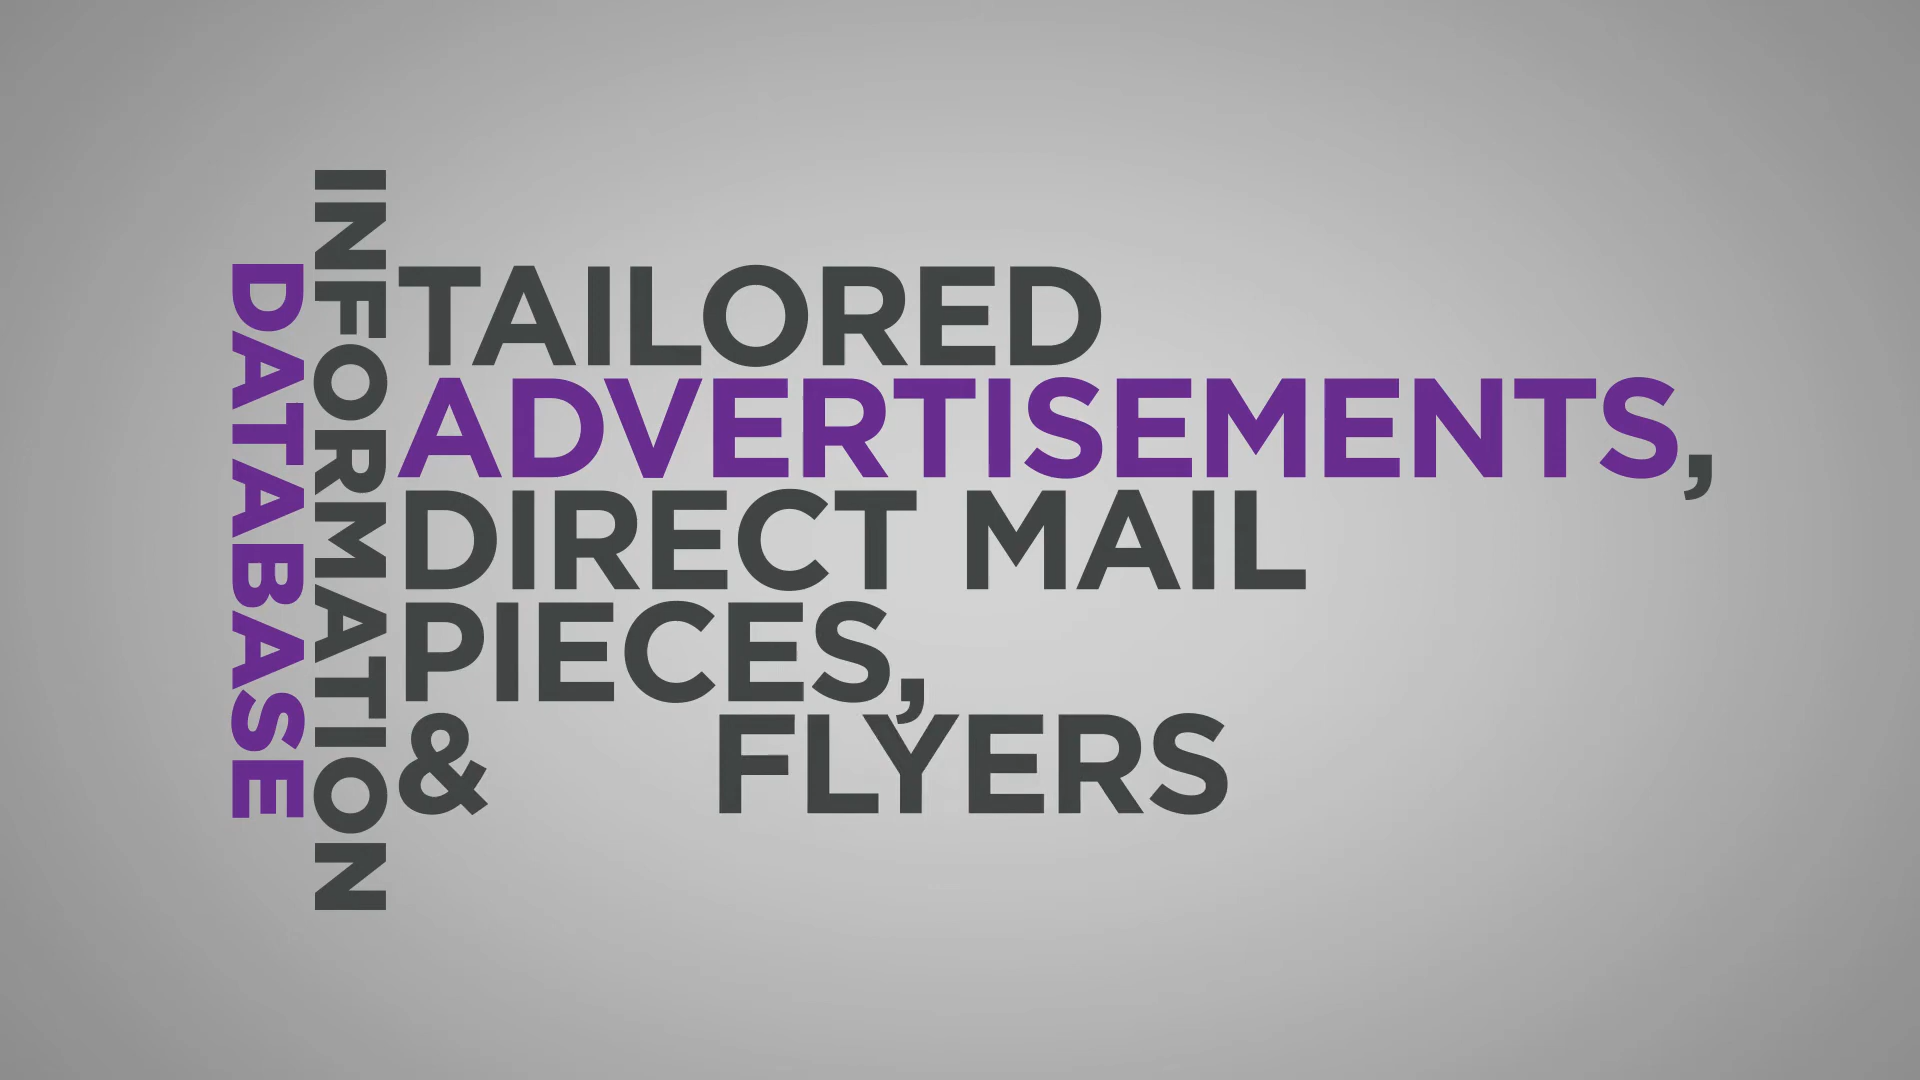 DATABASE
INFORMATION
TAILORED
ADVERTISEMENTS,
DIRECT MAIL
PIECES,
& FLYERS